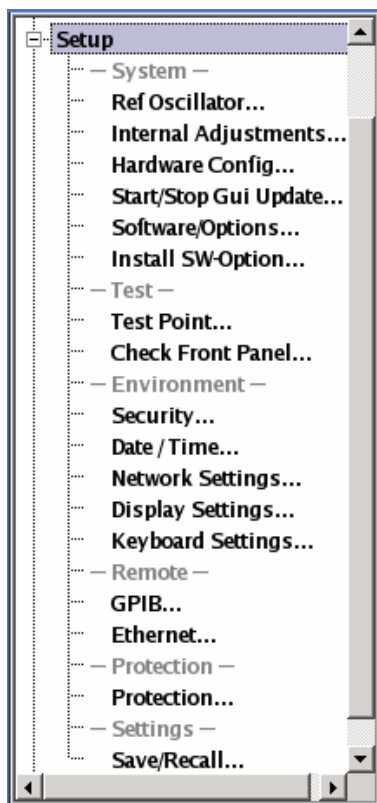 Setup
— System —
Ref Oscillator...
Internal Adjustments...
Hardware Config...
Start/Stop Gui Update...
Software/Options...
Install SW-Option...
— Test —
Test Point...
Check Front Panel...
— Environment —
Security...
Date / Time...
Network Settings...
Display Settings...
Keyboard Settings...
— Remote —
GPIB...
Ethernet...
— Protection —
Protection...
— Settings —
Save/Recall...